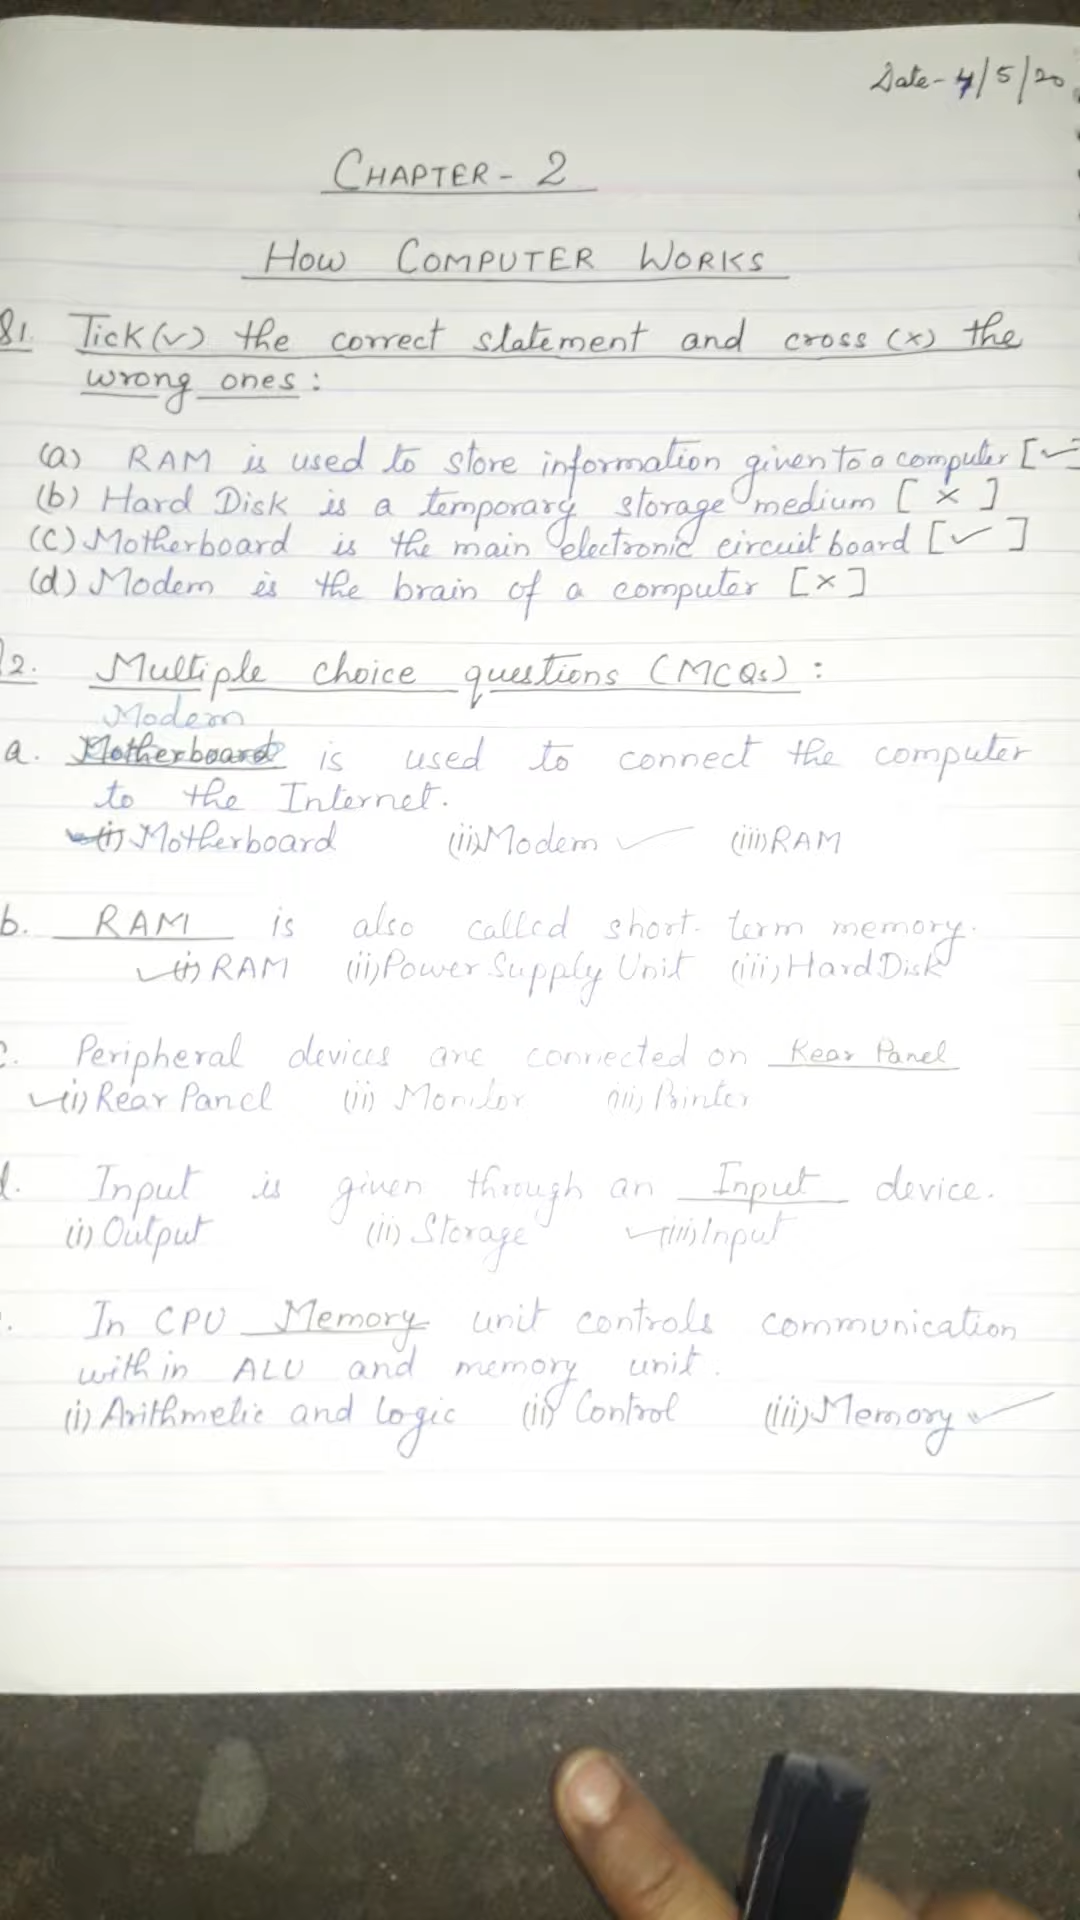 Date- 4/5/20
CHAPTER - 2
HOW COMPUTER WORKS
Q1. Tick(v) the correct statement and cross (x) the
wrong ones:
(a) RAM is used to store information given to a computer [✓]
(b) Hard Disk is a temporary storage medium [ × ]
(c) Motherboard is the main electronic circuit board [✓]
(d) Modem is the brain of a computer [×]
2. Multiple choice questions (MCQs):
Modem
a. Motherboard is used to connect the computer
to the Internet.
(i) Motherboard (ii) Modem ✓ (iii) RAM
b. RAM is also called short-term memory.
✓(i) RAM (ii) Power Supply Unit (iii) Hard Disk
c. Peripheral devices are connected on Rear Panel
✓(i) Rear Panel (ii) Monitor (iii) Printer
d. Input is given through an Input device.
(i) Output (ii) Storage ✓(iii) Input
. In CPU Memory unit controls communication
with in ALU and memory unit.
(i) Arithmetic and logic (ii) Control (iii) Memory ✓